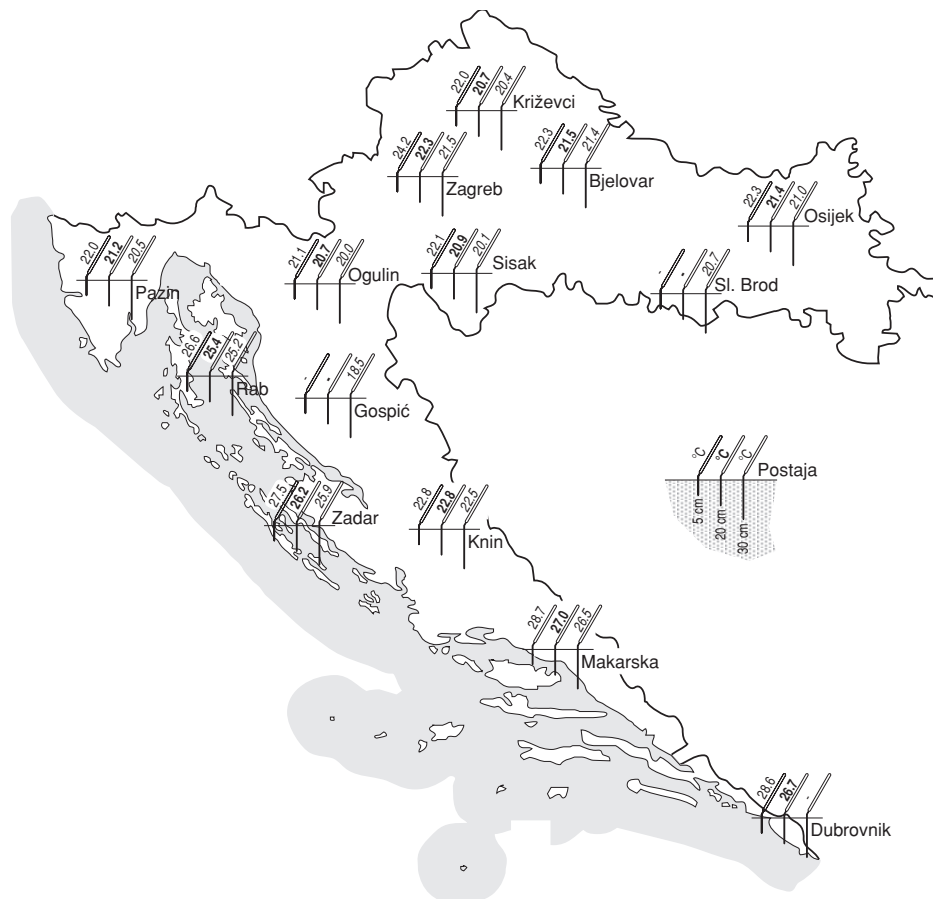 22.0 20.7 20.4
Križevci
24.2 22.3 21.5
Zagreb
22.3 21.5 21.4
Bjelovar
22.3 21.4 21.0
Osijek
22.0 21.2 20.5
Pazin
21.1 20.7 20.0
Ogulin
22.1 20.9 20.1
Sisak
- - 20.7
Sl. Brod
26.6 25.4 25.2
Rab
- - 18.5
Gospić
°C °C °C
Postaja
5 cm 20 cm 30 cm
27.5 26.2 25.9
Zadar
22.8 22.8 22.5
Knin
28.7 27.0 26.5
Makarska
28.6 26.7 -
Dubrovnik